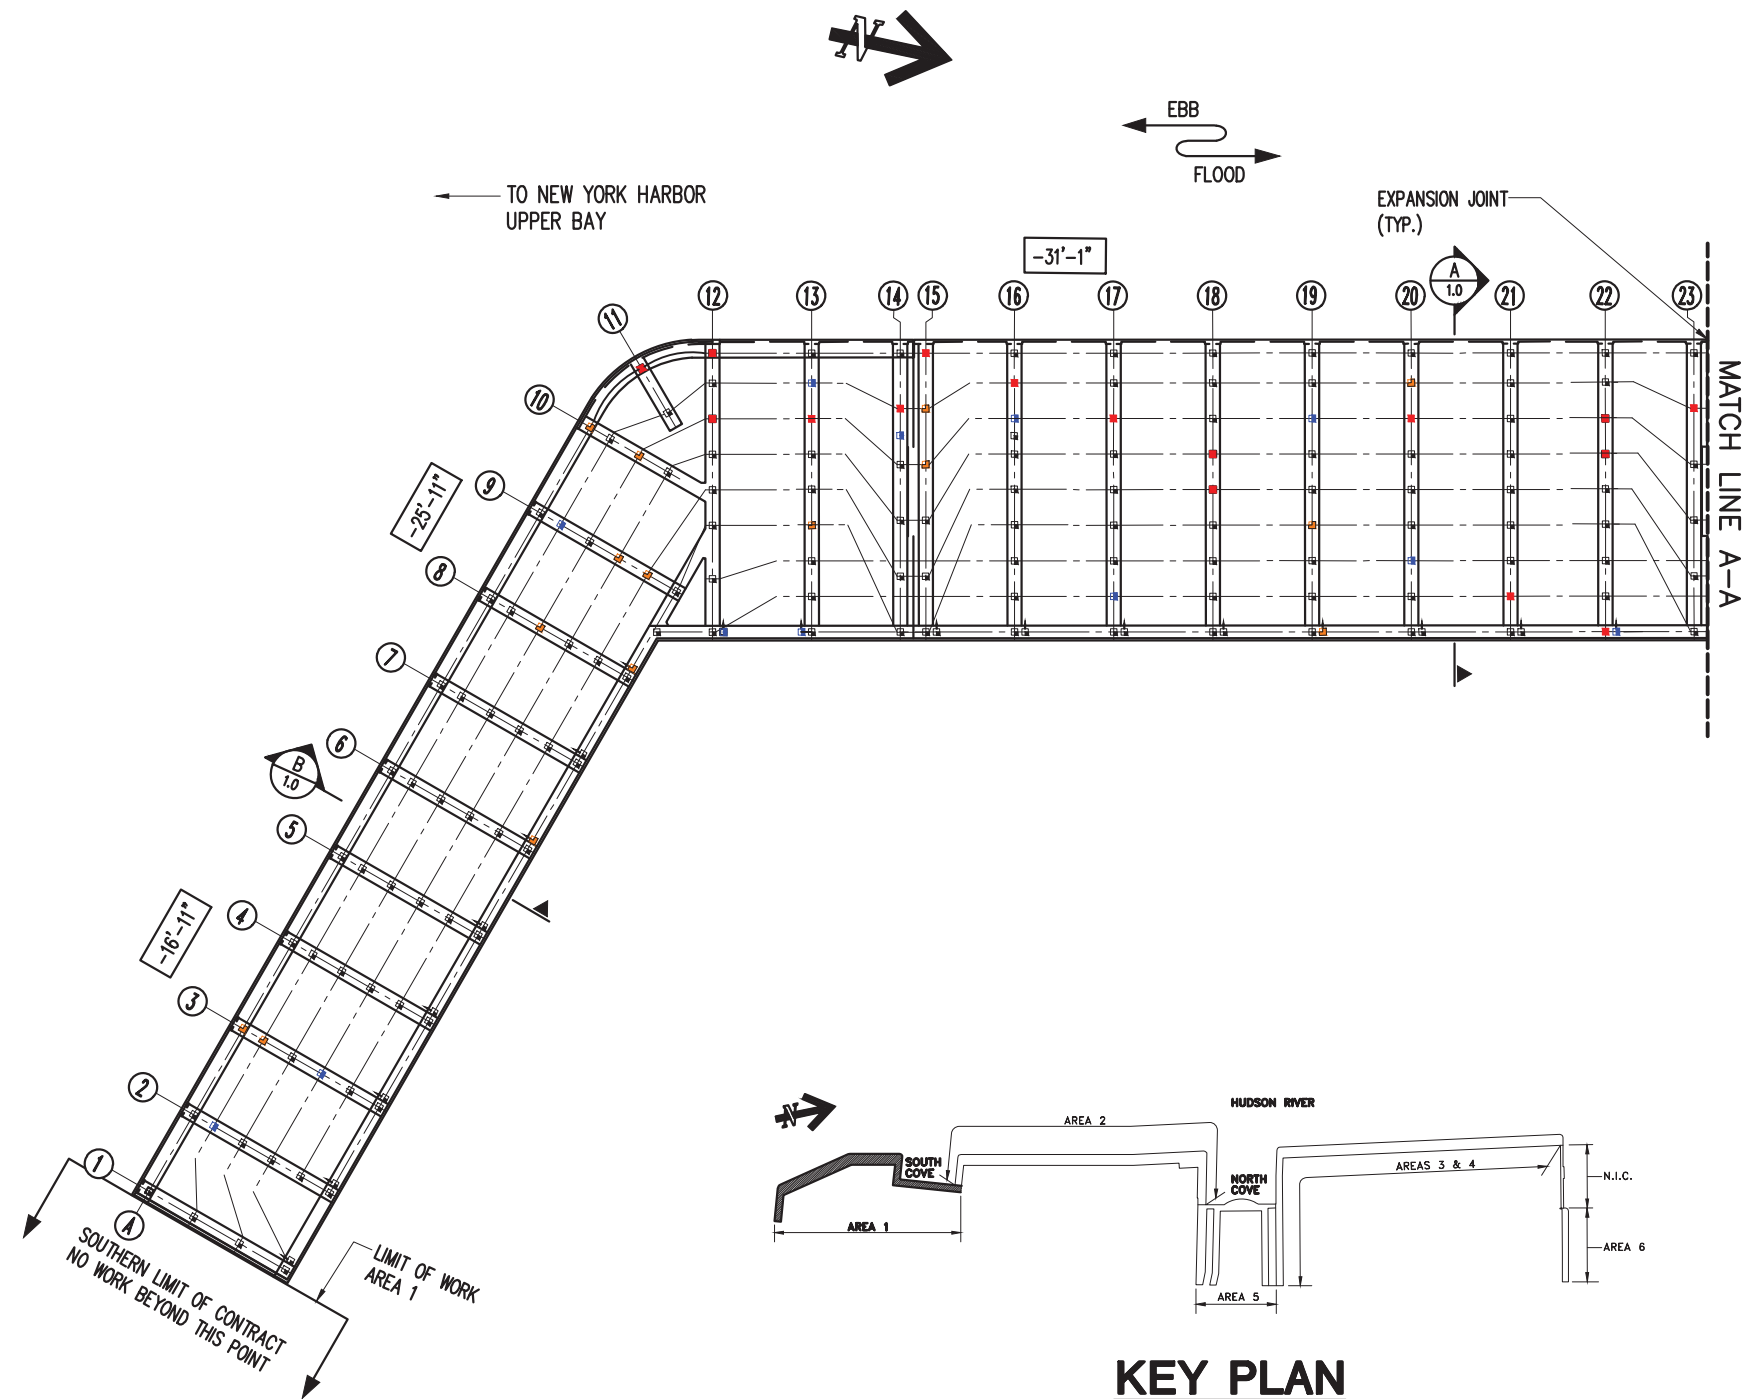 N
EBB
FLOOD
TO NEW YORK HARBOR
UPPER BAY
EXPANSION JOINT
(TYP.)
-31'-1"
A
1.0
12
13
14
15
16
17
18
19
20
21
22
23
11
10
9
8
7
6
5
4
3
2
1
A
-25'-11"
-16'-11"
B
1.0
MATCH LINE A-A
SOUTHERN LIMIT OF CONTRACT
NO WORK BEYOND THIS POINT
LIMIT OF WORK
AREA 1
N
HUDSON RIVER
AREA 2
SOUTH
COVE
AREA 1
NORTH
COVE
AREA 5
AREAS 3 & 4
N.I.C.
AREA 6
KEY PLAN